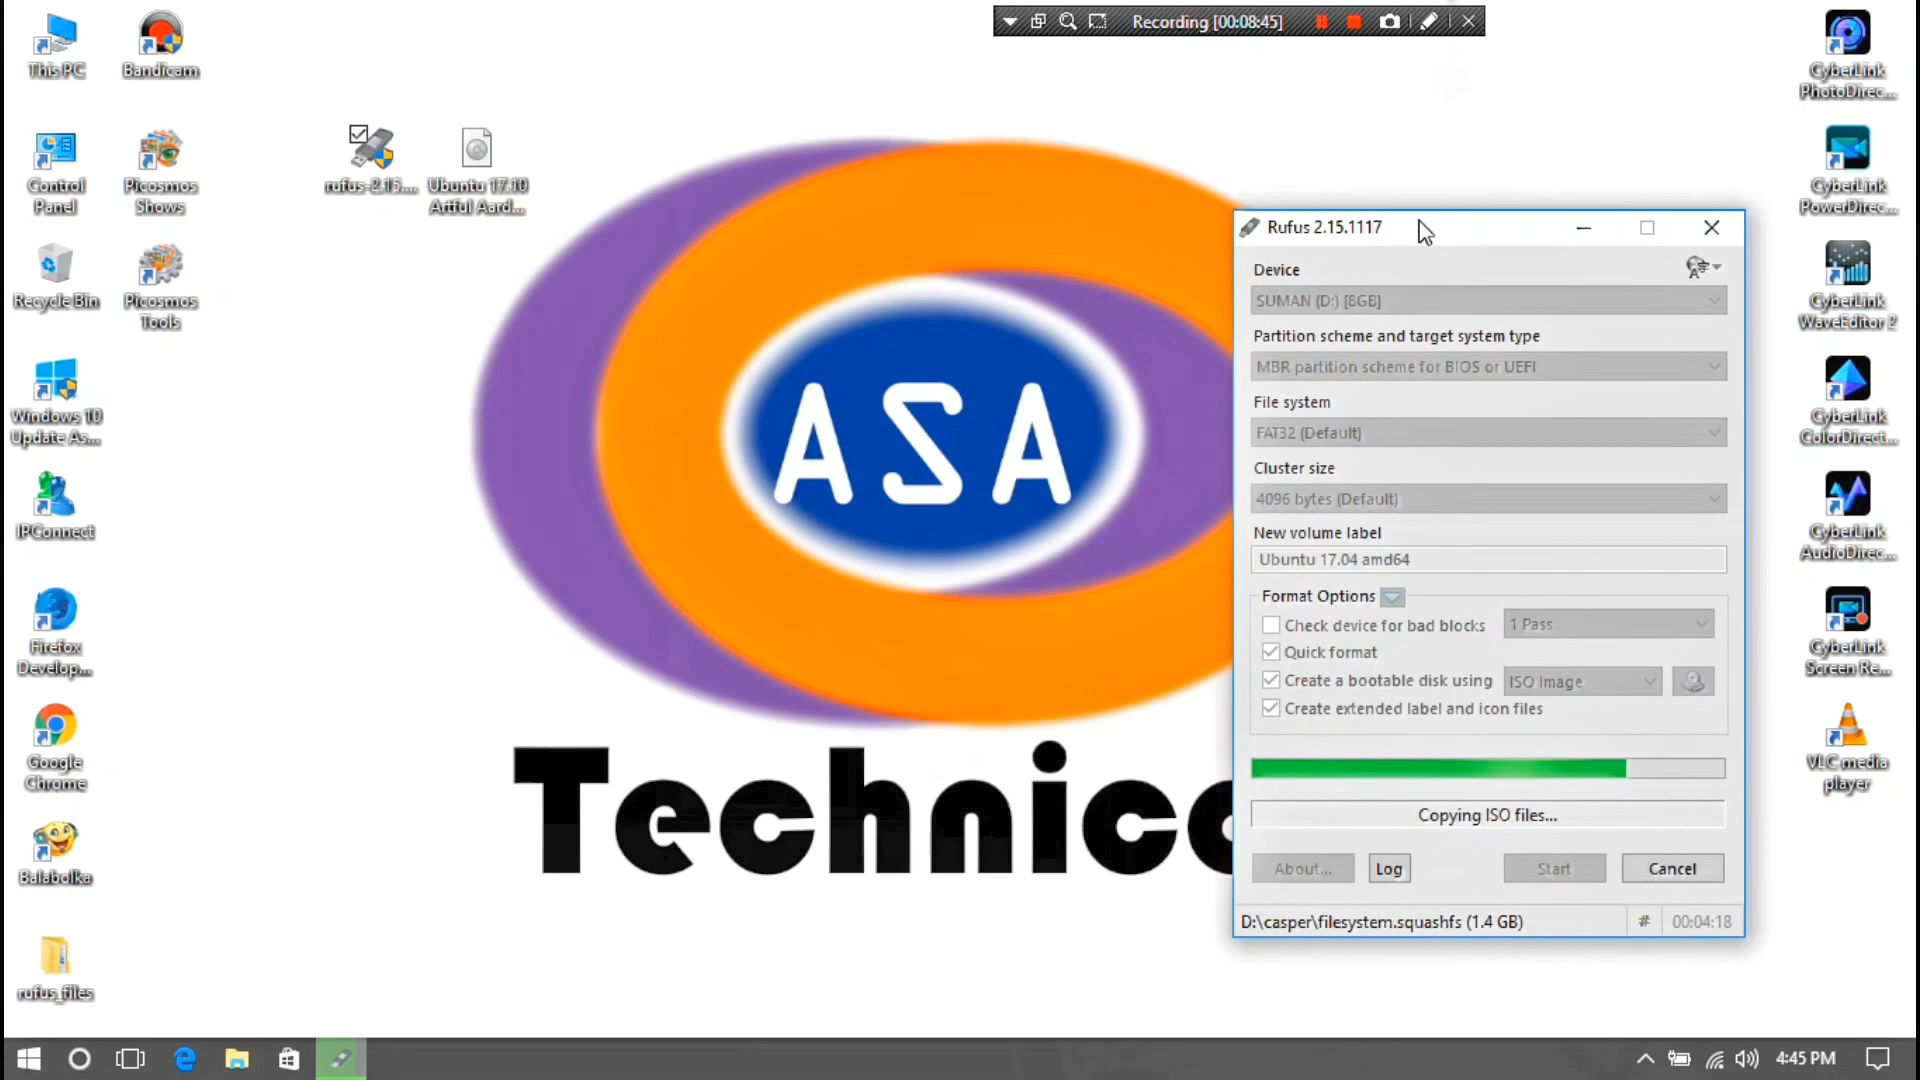 Recording [00:08:45]
This PC
Bandicam
CyberLink
PhotoDirec...
Control
Panel
Picosmos
Shows
rufus-2.15....
Ubuntu 17.10
Artful Aard...
CyberLink
PowerDirec...
Recycle Bin
Picosmos
Tools
CyberLink
WaveEditor 2
Windows 10
Update As...
CyberLink
ColorDirect...
IPConnect
CyberLink
AudioDirec...
Firefox
Develop...
CyberLink
Screen Re...
Google
Chrome
VLC media
player
Balabolka
rufus_files
ASA
Technic
Rufus 2.15.1117
Device
SUMAN (D:) [8GB]
Partition scheme and target system type
MBR partition scheme for BIOS or UEFI
File system
FAT32 (Default)
Cluster size
4096 bytes (Default)
New volume label
Ubuntu 17.04 amd64
Format Options
Check device for bad blocks
1 Pass
Quick format
Create a bootable disk using
ISO Image
Create extended label and icon files
Copying ISO files...
About...
Log
Start
Cancel
D:\casper\filesystem.squashfs (1.4 GB)
#
00:04:18
4:45 PM